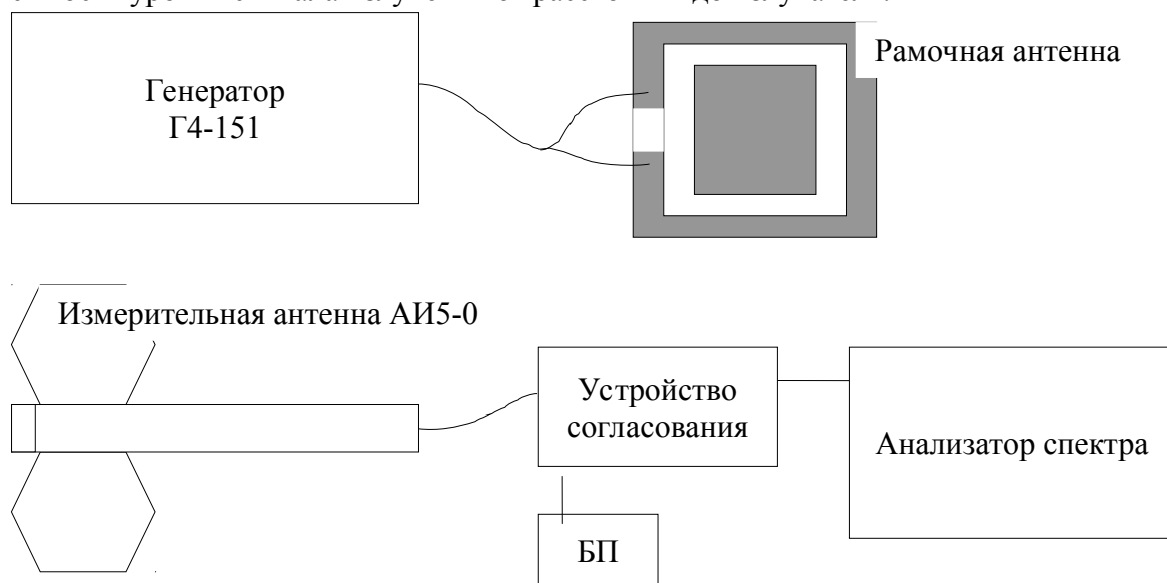 Генератор
Г4-151
Рамочная антенна
Измерительная антенна АИ5-0
Устройство
согласования
Анализатор спектра
БП